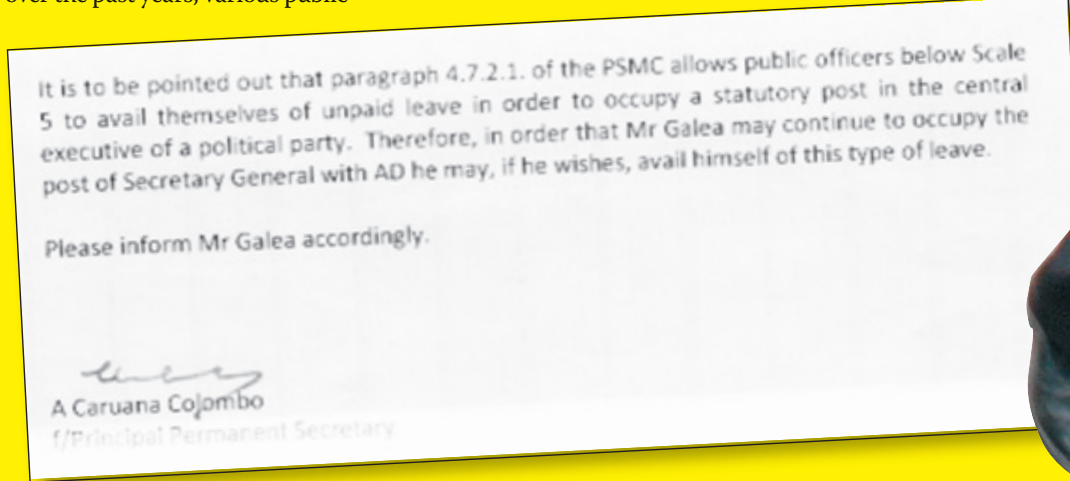 over the past years, various public
It is to be pointed out that paragraph 4.7.2.1. of the PSMC allows public officers below Scale
5 to avail themselves of unpaid leave in order to occupy a statutory post in the central
executive of a political party. Therefore, in order that Mr Galea may continue to occupy the
post of Secretary General with AD he may, if he wishes, avail himself of this type of leave.
Please inform Mr Galea accordingly.
A Caruana Colombo
f/Principal Permanent Secretary